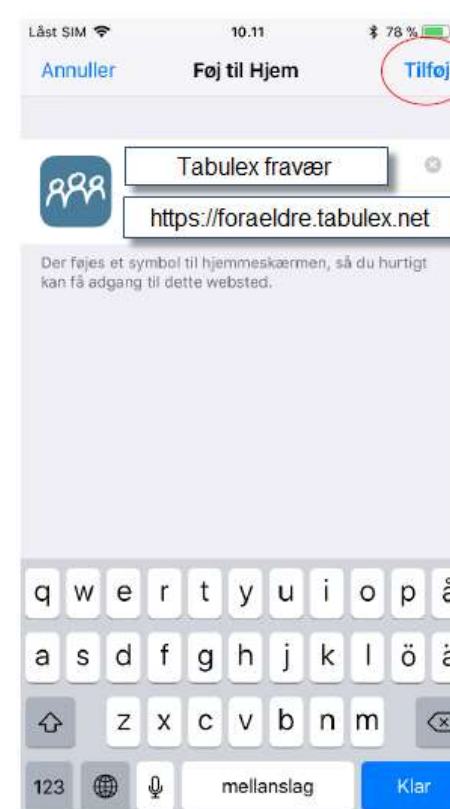 Låst SIM 10.11 78 %
Annuller Føj til Hjem Tilføj
Tabulex fravær
https://foraeldre.tabulex.net
Der føjes et symbol til hjemmeskærmen, så du hurtigt
kan få adgang til dette websted.
q w e r t y u i o p å
a s d f g h j k l ö ä
z x c v b n m
123 mellanslag Klar